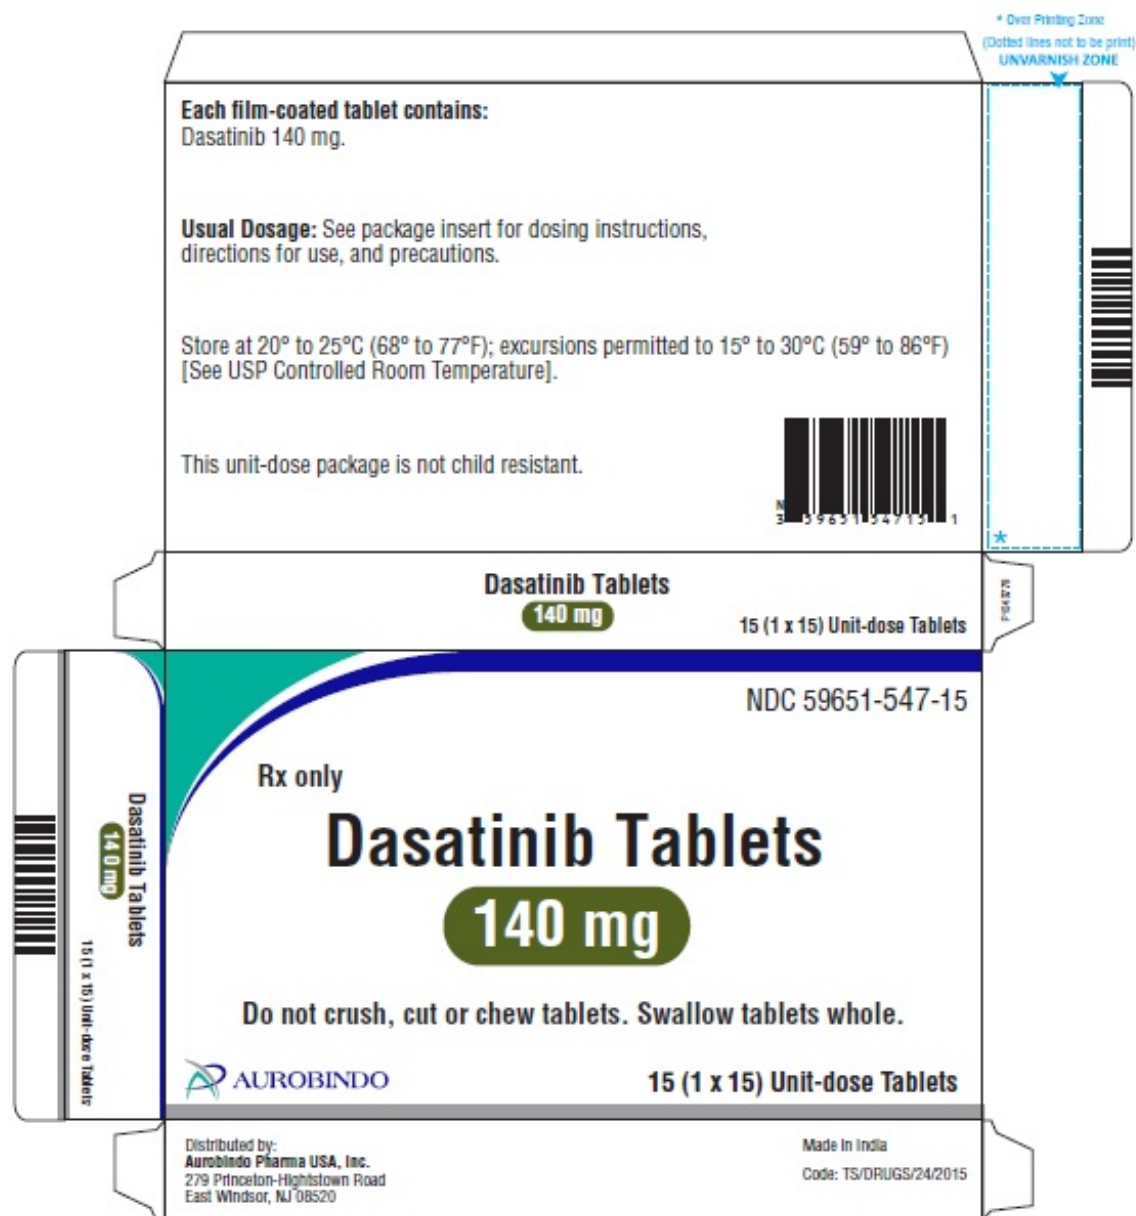 * Over Printing Zone
(Dotted lines not to be print)
UNVARNISH ZONE
Each film-coated tablet contains:
Dasatinib 140 mg.
Usual Dosage: See package insert for dosing instructions,
directions for use, and precautions.
Store at 20° to 25°C (68° to 77°F); excursions permitted to 15° to 30°C (59° to 86°F)
[See USP Controlled Room Temperature].
This unit-dose package is not child resistant.
N
3 59651 54715 1
*
Dasatinib Tablets
140 mg
15 (1 x 15) Unit-dose Tablets
NDC 59651-547-15
Rx only
Dasatinib Tablets
140 mg
Do not crush, cut or chew tablets. Swallow tablets whole.
AUROBINDO
15 (1 x 15) Unit-dose Tablets
Dasatinib Tablets
140 mg
15 (1 x 15) Unit-dose Tablets
Distributed by:
Aurobindo Pharma USA, Inc.
279 Princeton-Hightstown Road
East Windsor, NJ 08520
Made in India
Code: TS/DRUGS/24/2015